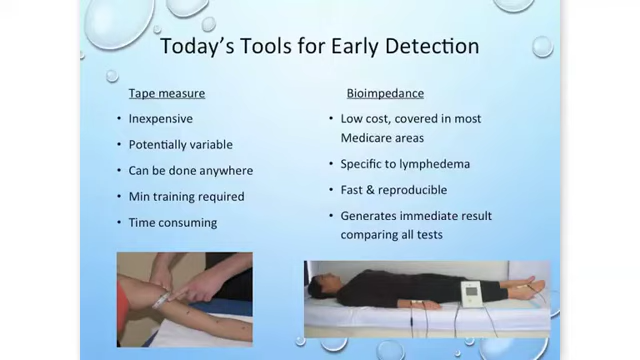 Today's Tools for Early Detection
Tape measure
• Inexpensive
• Potentially variable
• Can be done anywhere
• Min training required
• Time consuming
Bioimpedance
• Low cost, covered in most
Medicare areas
• Specific to lymphedema
• Fast & reproducible
• Generates immediate result
comparing all tests